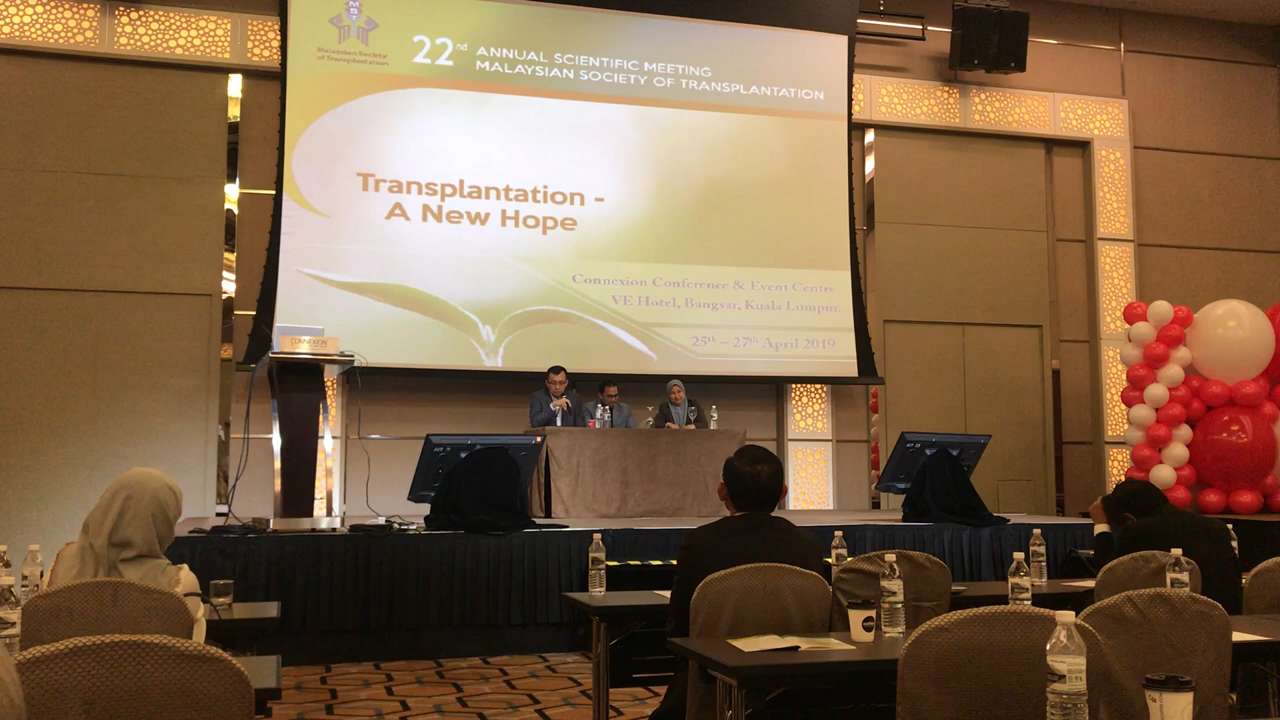 MST
Malaysian Society
of Transplantation
22nd ANNUAL SCIENTIFIC MEETING
MALAYSIAN SOCIETY OF TRANSPLANTATION
Transplantation -
A New Hope
Connexion Conference & Event Centre
VE Hotel, Bangsar, Kuala Lumpur.
25th – 27th April 2019
CONNEXION